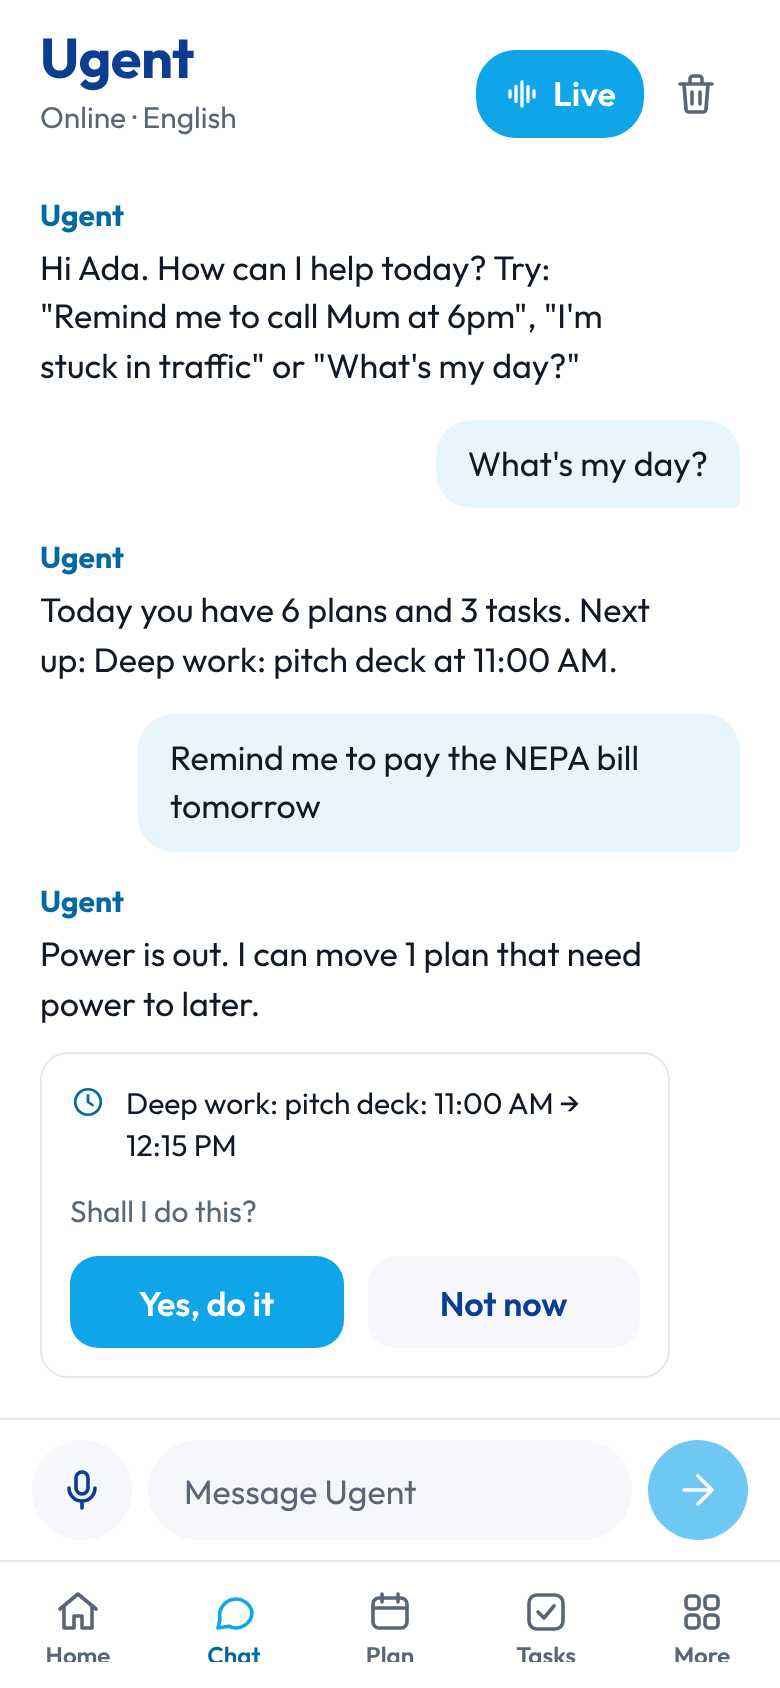 Ugent
Online · English
Live
Ugent
Hi Ada. How can I help today? Try:
"Remind me to call Mum at 6pm", "I'm
stuck in traffic" or "What's my day?"
What's my day?
Ugent
Today you have 6 plans and 3 tasks. Next
up: Deep work: pitch deck at 11:00 AM.
Remind me to pay the NEPA bill
tomorrow
Ugent
Power is out. I can move 1 plan that need
power to later.
Deep work: pitch deck: 11:00 AM →
12:15 PM
Shall I do this?
Yes, do it
Not now
Message Ugent
Home
Chat
Plan
Tasks
More